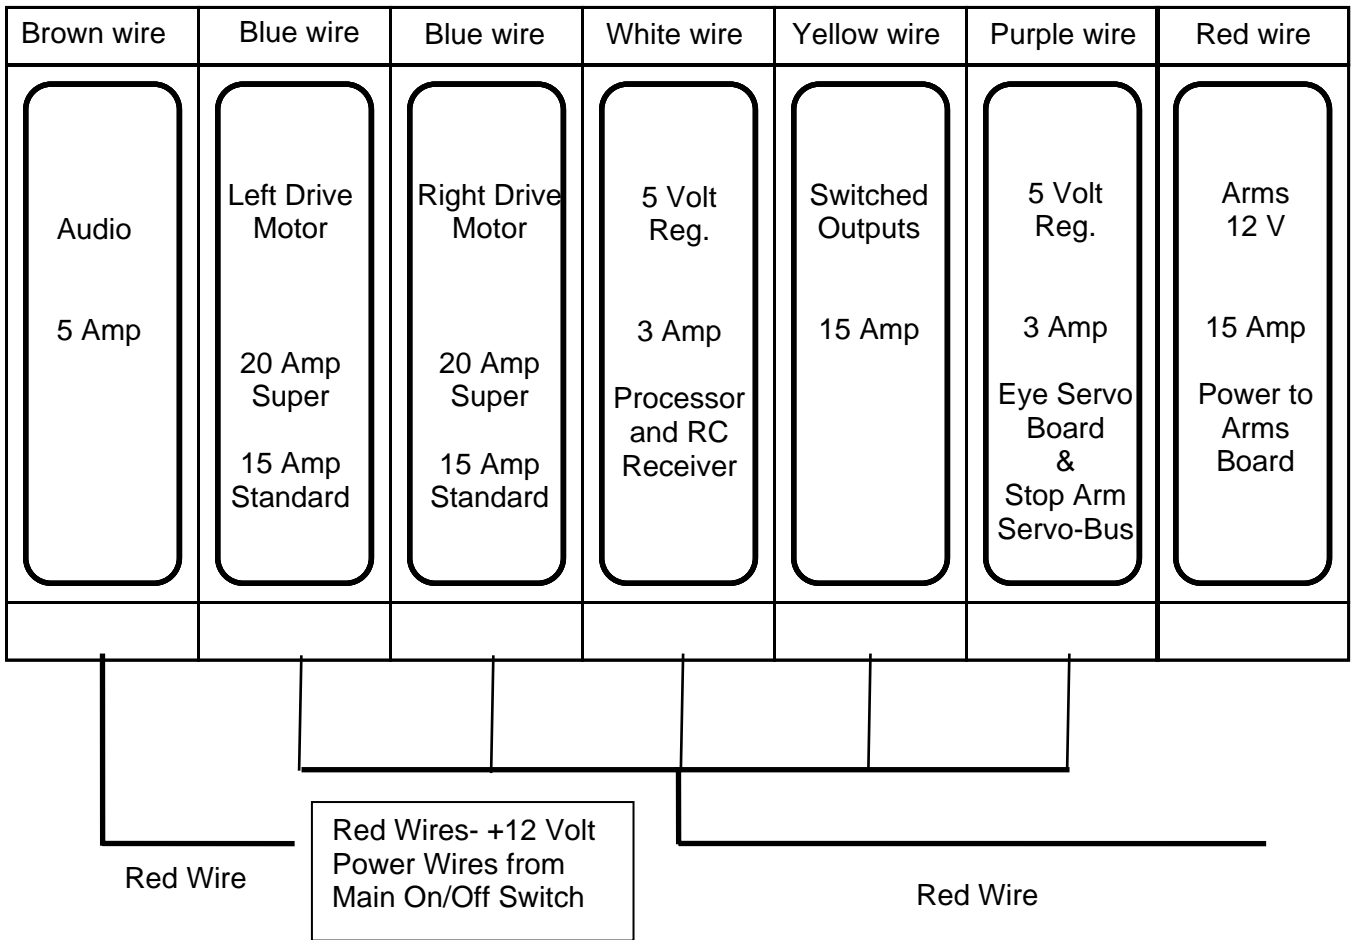 Brown wire
Blue wire
Blue wire
White wire
Yellow wire
Purple wire
Red wire
Audio
5 Amp
Left Drive
Motor
20 Amp
Super
15 Amp
Standard
Right Drive
Motor
20 Amp
Super
15 Amp
Standard
5 Volt
Reg.
3 Amp
Processor
and RC
Receiver
Switched
Outputs
15 Amp
5 Volt
Reg.
3 Amp
Eye Servo
Board
&
Stop Arm
Servo-Bus
Arms
12 V
15 Amp
Power to
Arms
Board
Red Wire
Red Wires- +12 Volt
Power Wires from
Main On/Off Switch
Red Wire